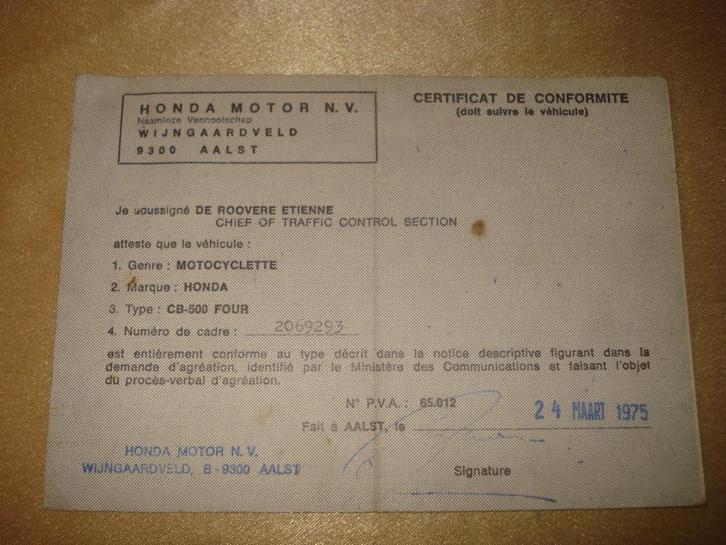 HONDA MOTOR N.V.
Naamloze Vennootschap
WIJNGAARDVELD
9300 AALST
CERTIFICAT DE CONFORMITE
(doit suivre le véhicule)
Je soussigné DE ROOVERE ETIENNE
CHIEF OF TRAFFIC CONTROL SECTION
atteste que le véhicule :
1. Genre : MOTOCYCLETTE
2. Marque : HONDA
3. Type : CB-500 FOUR
4. Numéro de cadre : 2069293
est entièrement conforme au type décrit dans la notice descriptive figurant dans la
demande d'agréation, identifié par le Ministère des Communications et faisant l'objet
du procès-verbal d'agréation.
N° P.V.A. : 65.012
Fait à AALST, le 24 MAART 1975
HONDA MOTOR N.V.
WIJNGAARDVELD, B-9300 AALST
Signature